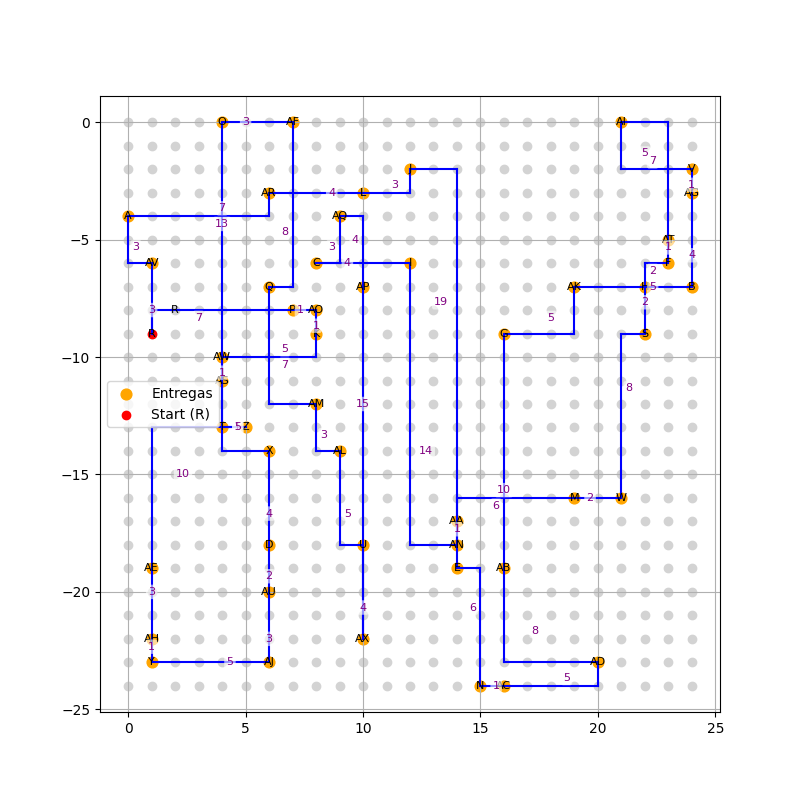 O 3 AF AI
5
7
I V
3 1
AR 4 L AG
A 7 AQ
13 8 4 AT
3 3 1 4
AV C 4 2 F
Q AP AK 5 B
3 R P 1 AO 19 2
7 1 5
G S
AW 5
1 7
8
Entregas
Start (R)
AM 15
5 Z 3
X AL 14
10 10
4 5 6 M 2 W
AA
1
D U AN
AE E AB
2
3 AU 4 6
8
AH 3 AX
1
Y 5 AJ AD
5
N 1
0
−5
−10
−15
−20
−25
0 5 10 15 20 25